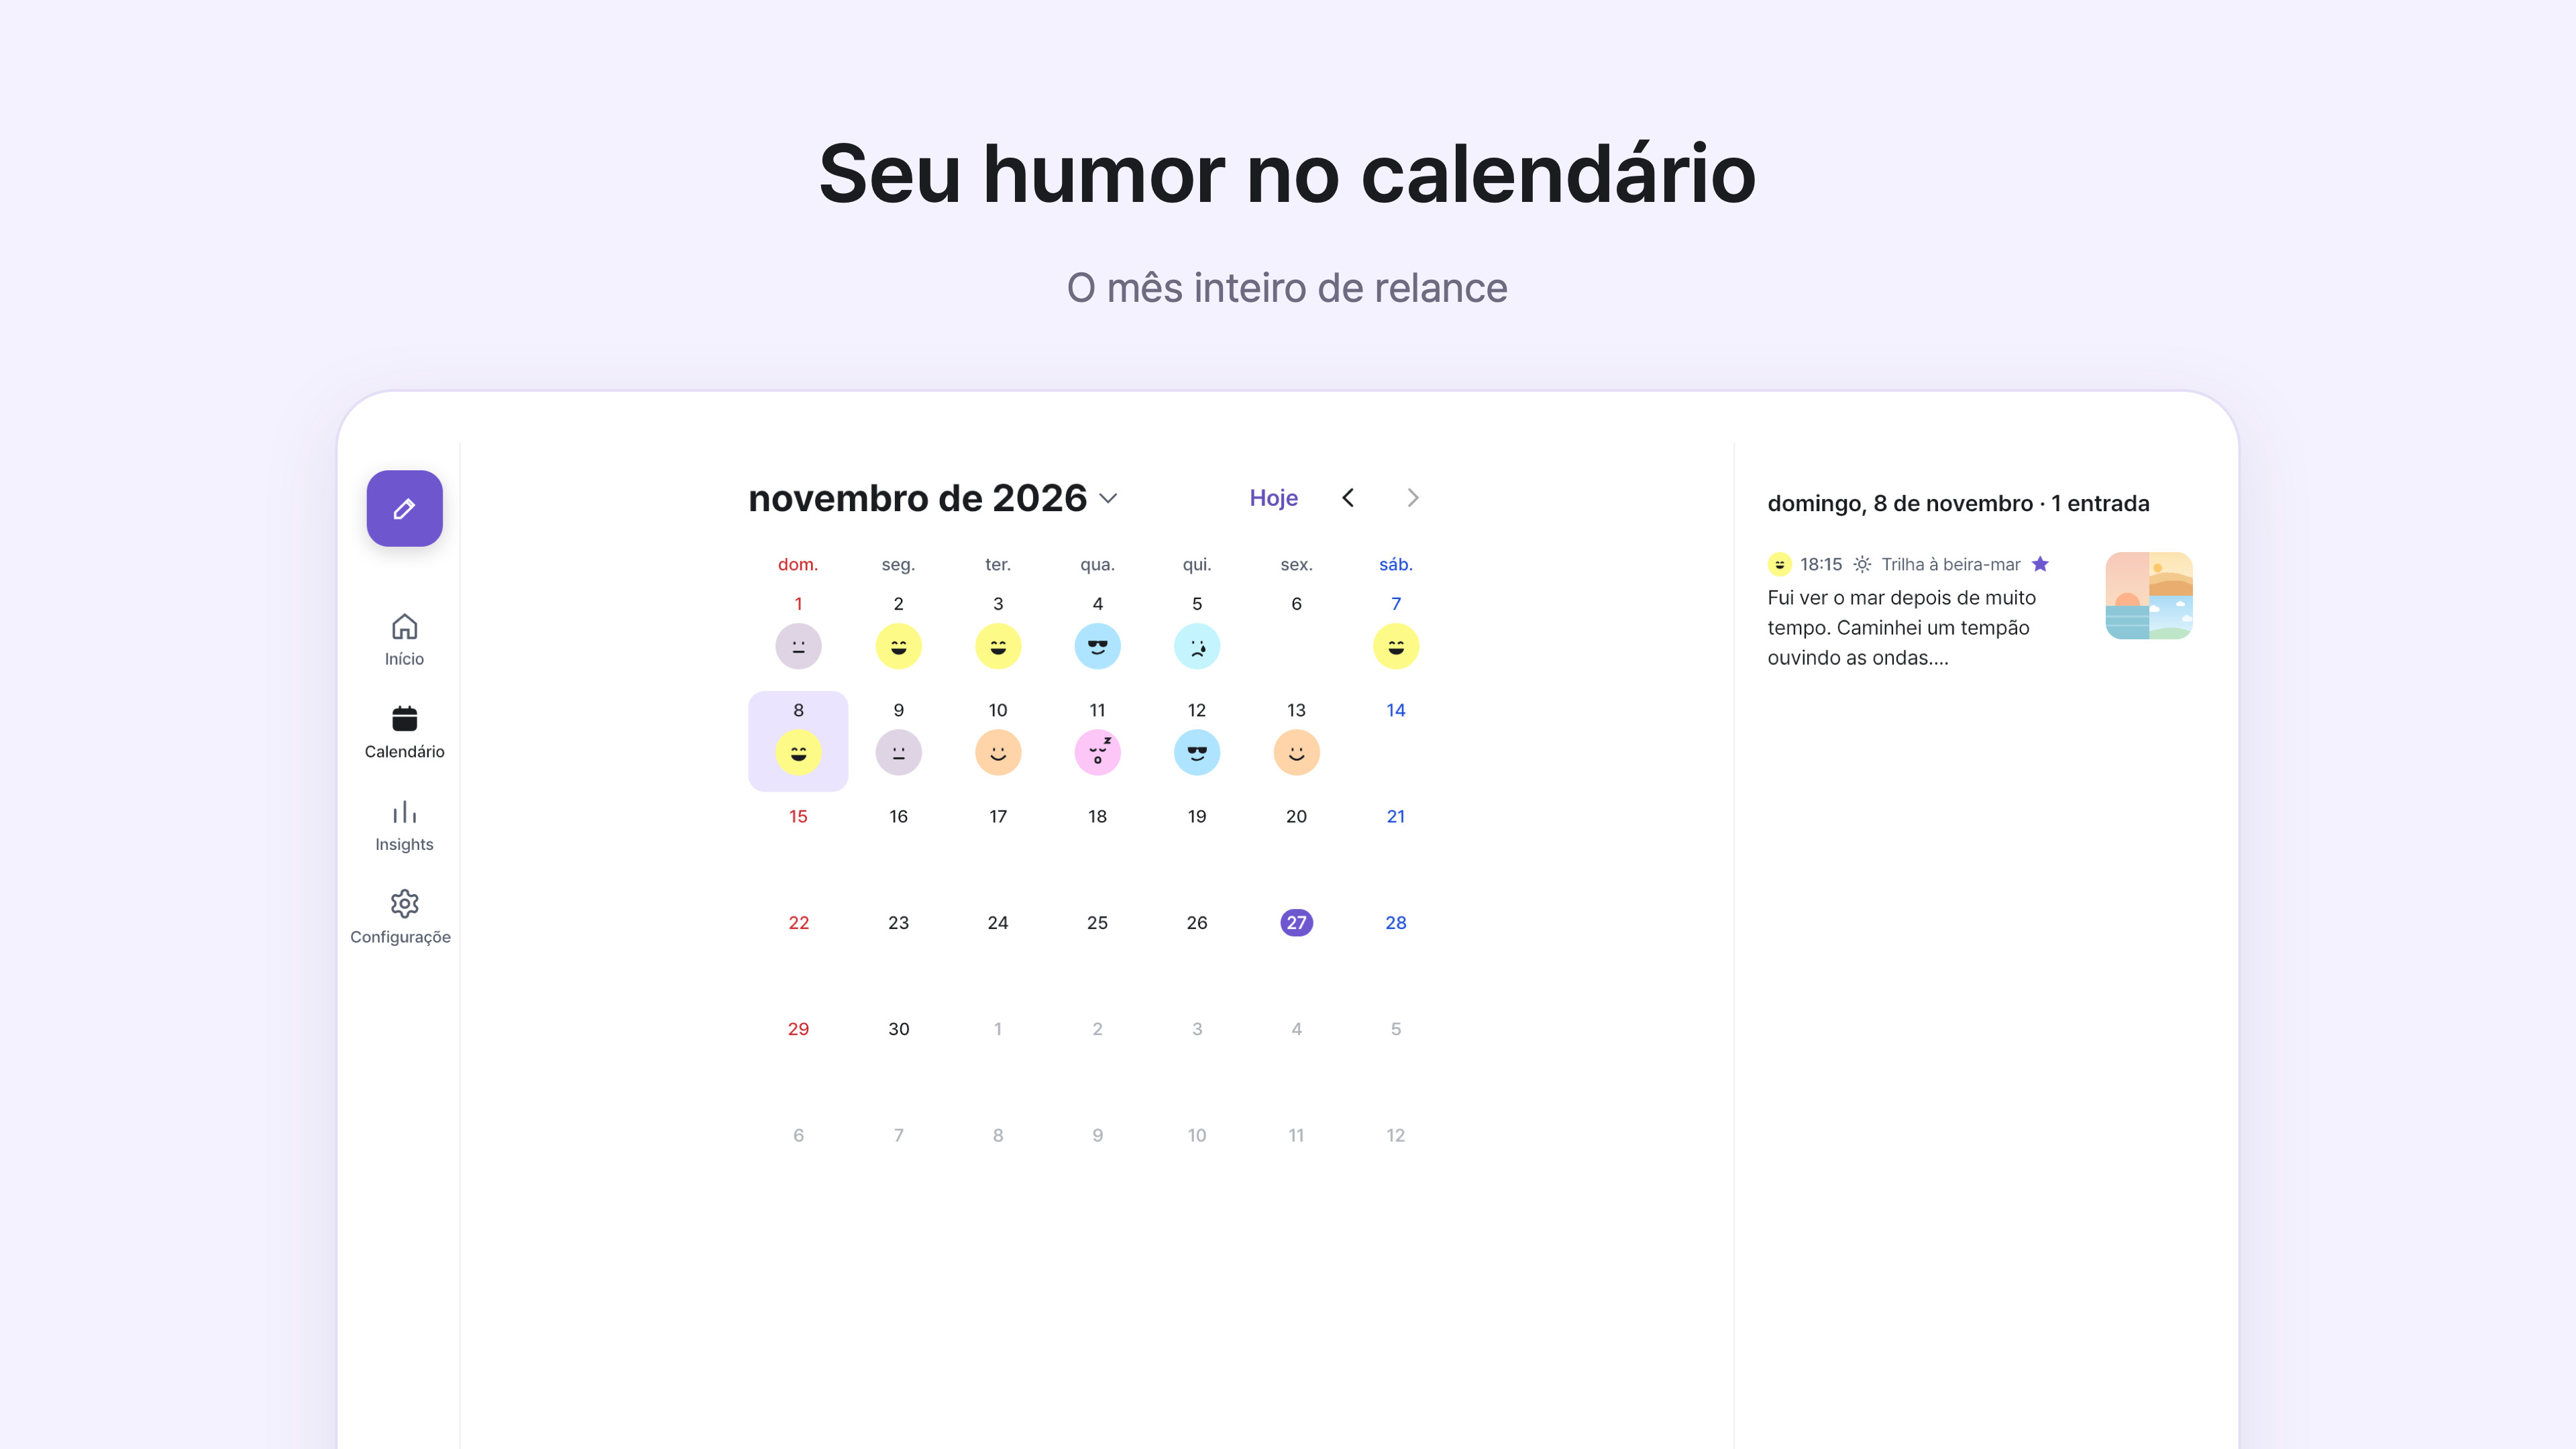 Seu humor no calendário
O mês inteiro de relance
Início
Calendário
Insights
Configuraçõe
novembro de 2026
Hoje
dom. seg. ter. qua. qui. sex. sáb.
1 2 3 4 5 6 7
8 9 10 11 12 13 14
15 16 17 18 19 20 21
22 23 24 25 26 27 28
29 30 1 2 3 4 5
6 7 8 9 10 11 12
domingo, 8 de novembro · 1 entrada
18:15 Trilha à beira-mar
Fui ver o mar depois de muito
tempo. Caminhei um tempão
ouvindo as ondas....